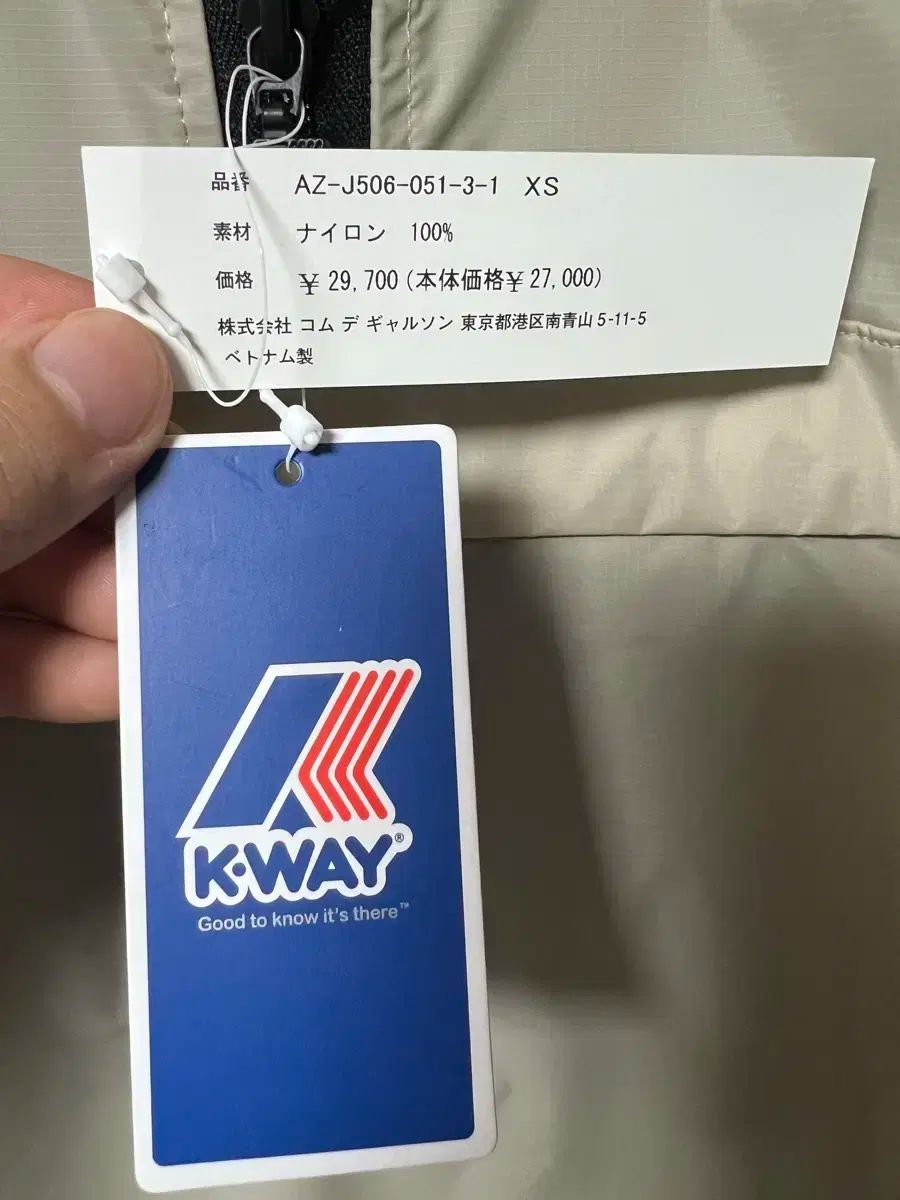 品番 AZ-J506-051-3-1 XS
素材 ナイロン 100%
価格 ¥ 29,700 (本体価格¥ 27,000)
株式会社 コム デ ギャルソン 東京都港区南青山 5-11-5
ベトナム製
K·WAY®
Good to know it's there™